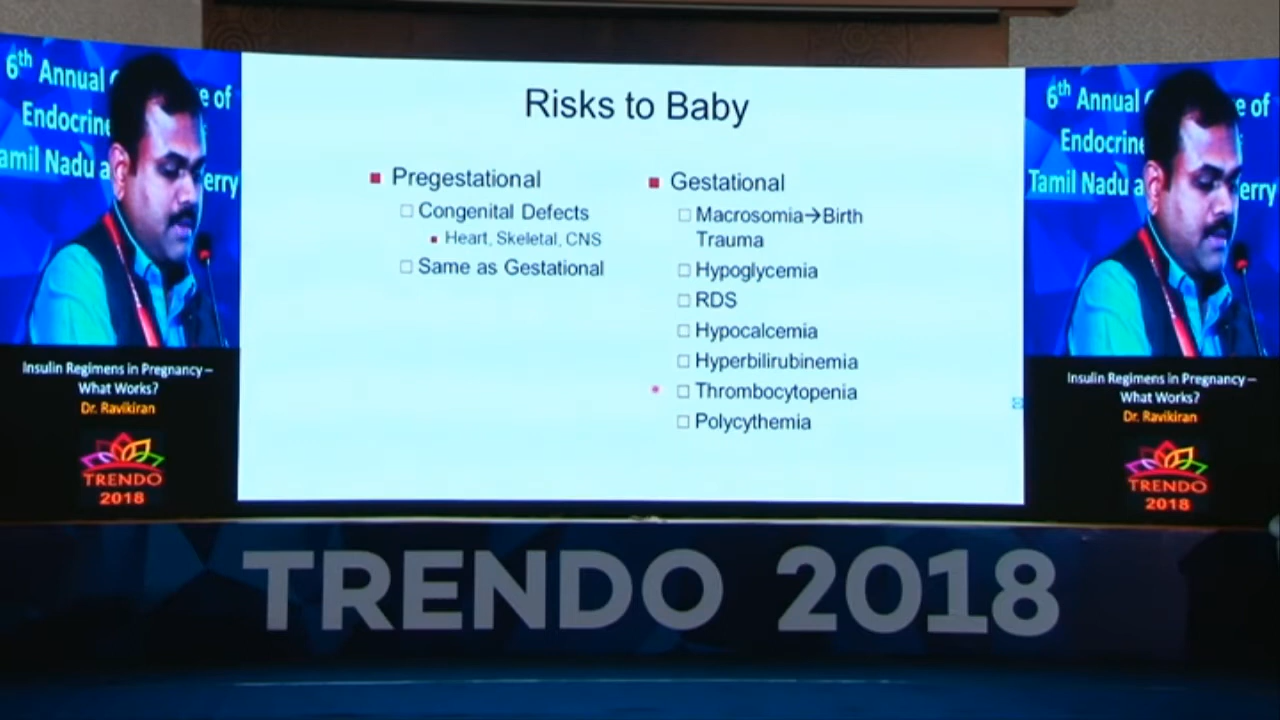 6th Annual
e of
Endocrine
Tamil Nadu a
erry
Insulin Regimens in Pregnancy –
What Works?
Dr. Ravikiran
TRENDO
2018
Risks to Baby
Pregestational
Congenital Defects
Heart, Skeletal, CNS
Same as Gestational
Gestational
Macrosomia→Birth
Trauma
Hypoglycemia
RDS
Hypocalcemia
Hyperbilirubinemia
Thrombocytopenia
Polycythemia
6th Annual
e of
Endocrine
Tamil Nadu a
erry
Insulin Regimens in Pregnancy –
What Works?
Dr. Ravikiran
TRENDO
2018
TRENDO 2018